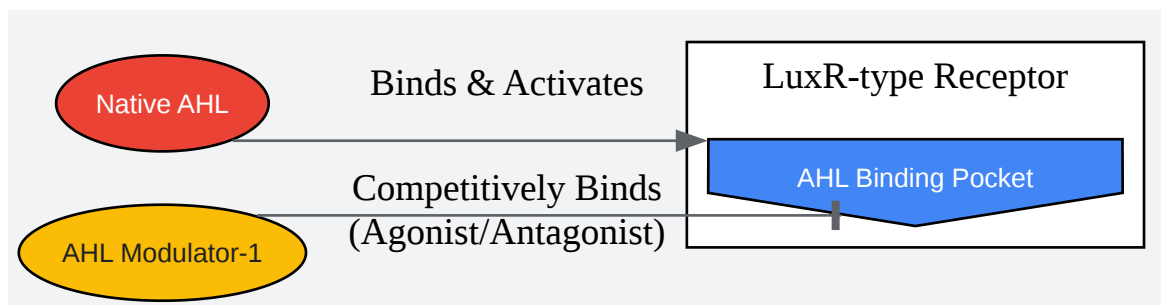 Native AHL
Binds & Activates
LuxR-type Receptor
AHL Binding Pocket
AHL Modulator-1
Competitively Binds
(Agonist/Antagonist)